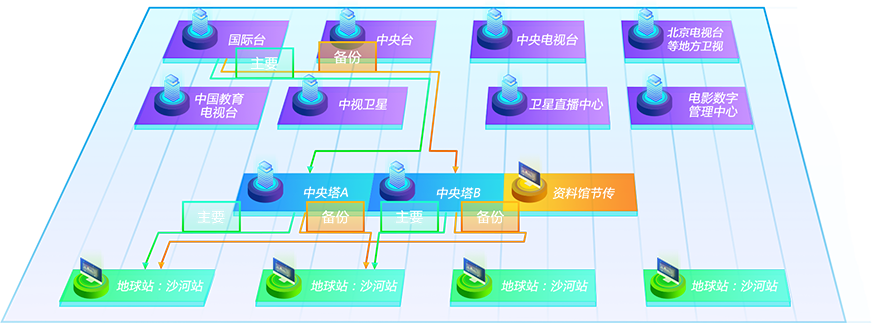 国际台
中央台
中央电视台
北京电视台
等地方卫视
主要
备份
中国教育
电视台
中视卫星
卫星直播中心
电影数字
管理中心
中央塔A
中央塔B
资料馆节传
主要
备份
主要
备份
地球站：沙河站
地球站：沙河站
地球站：沙河站
地球站：沙河站